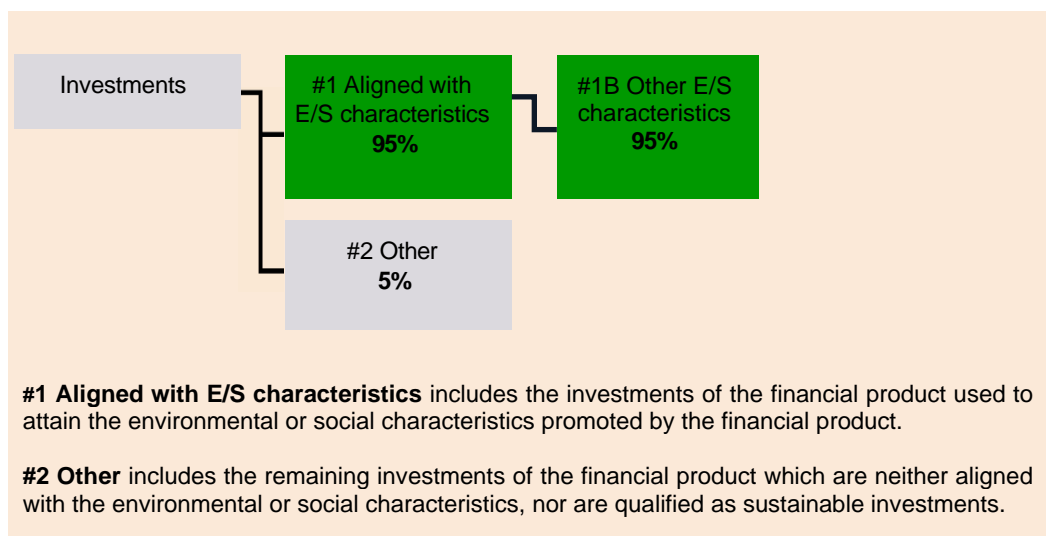 Investments
#1 Aligned with
E/S characteristics
95%
#1B Other E/S
characteristics
95%
#2 Other
5%
#1 Aligned with E/S characteristics includes the investments of the financial product used to
attain the environmental or social characteristics promoted by the financial product.
#2 Other includes the remaining investments of the financial product which are neither aligned
with the environmental or social characteristics, nor are qualified as sustainable investments.